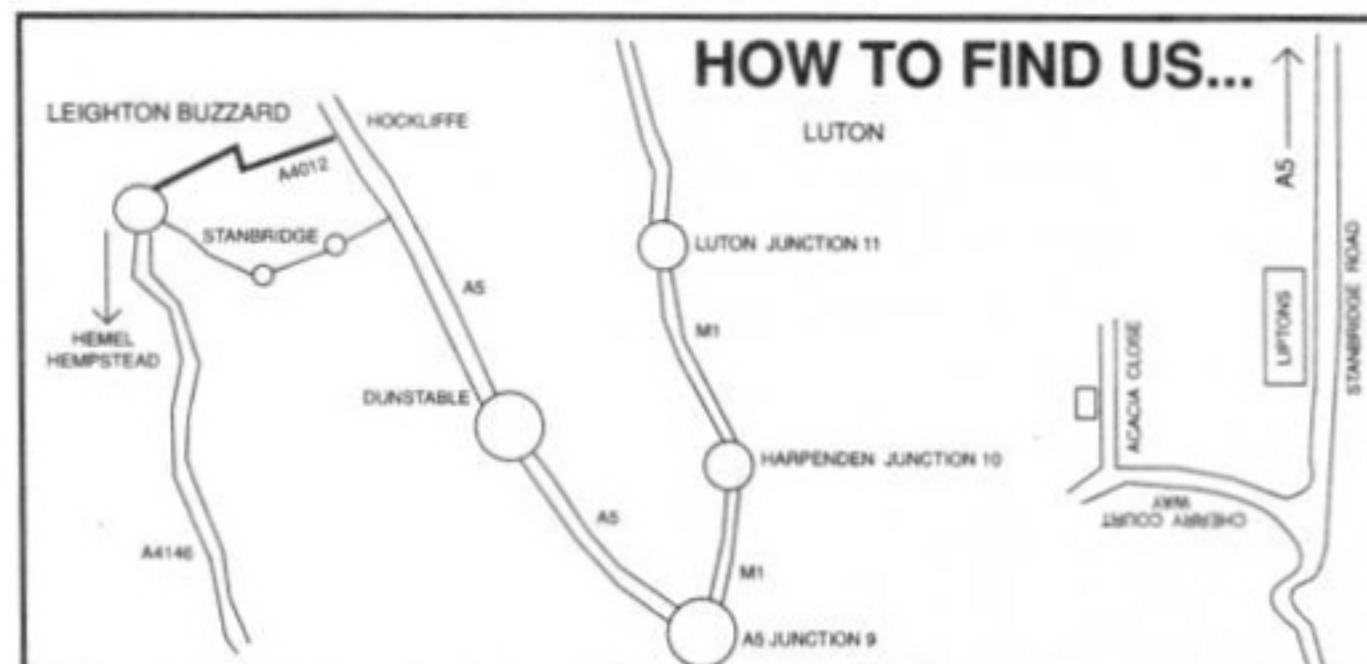 HOW TO FIND US...
LEIGHTON BUZZARD
HOCKLIFFE
LUTON
A4012
A5
STANBRIDGE
LUTON JUNCTION 11
STANBRIDGE ROAD
A5
M1
LIPTONS
HEMEL
HEMPSTEAD
ACACIA CLOSE
DUNSTABLE
HARPENDEN JUNCTION 10
CHERRY COURT
WAY
A5
A4146
M1
A5 JUNCTION 9